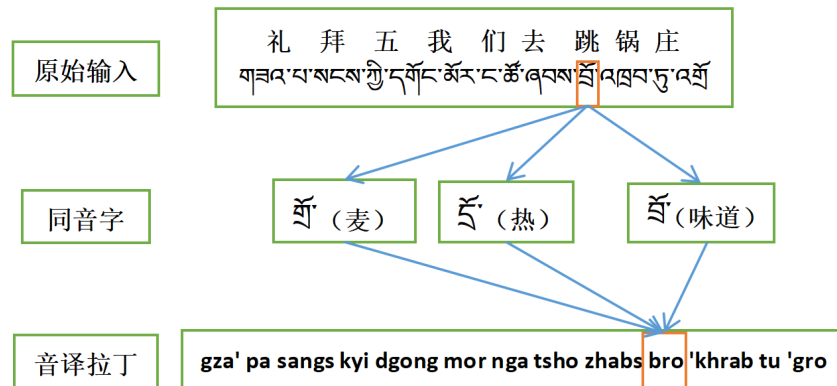 原始输入
礼 拜 五 我 们 去 跳 锅 庄
གཟའ་པ་སངས་ཀྱི་དགོང་མོར་ང་ཚོ་ཞབས་བྲོ་འཁྲབ་ཏུ་འགྲོ
同音字
གྲོ་（麦）
དྲོ་（热）
བྲོ་（味道）
音译拉丁
gza' pa sangs kyi dgong mor nga tsho zhabs bro 'khrab tu 'gro